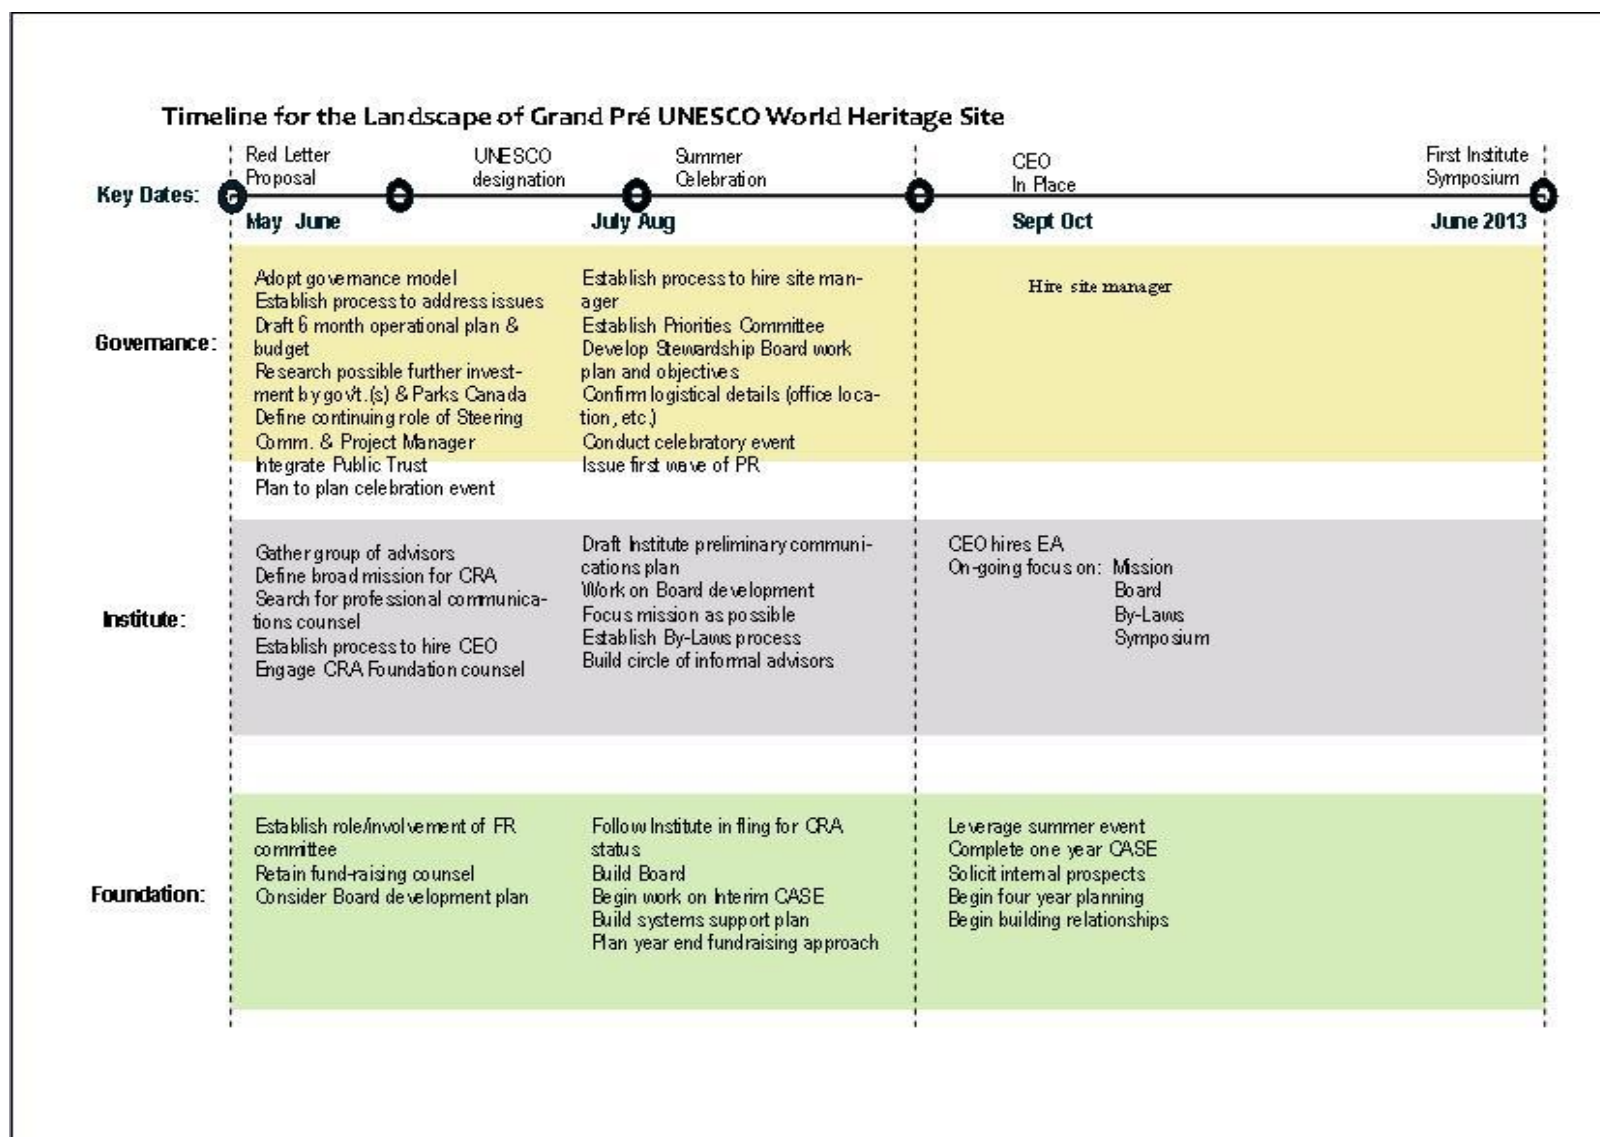 Timeline for the Landscape of Grand Pré UNESCO World Heritage Site
Red Letter
Proposal
UNESCO
designation
Summer
Celebration
CEO
In Place
First Institute
Symposium
Key Dates:
May June
July Aug
Sept Oct
June 2013
Governance:
Adopt governance model
Establish process to address issues
Draft 6 month operational plan &
budget
Research possible further invest-
ment by gov't.(s) & Parks Canada
Define continuing role of Steering
Comm. & Project Manager
Integrate Public Trust
Plan to plan celebration event
Establish process to hire site man-
ager
Establish Priorities Committee
Develop Stewardship Board work
plan and objectives
Confirm logistical details (office loca-
tion, etc.)
Conduct celebratory event
Issue first wave of PR
Hire site manager
Institute:
Gather group of advisors
Define broad mission for CRA
Search for professional communica-
tions counsel
Establish process to hire CEO
Engage CRA Foundation counsel
Draft Institute preliminary communi-
cations plan
Work on Board development
Focus mission as possible
Establish By-Laws process
Build circle of informal advisors
CEO hires EA
On-going focus on: Mission
Board
By-Laws
Symposium
Foundation:
Establish role/involvement of FR
committee
Retain fund-raising counsel
Consider Board development plan
Follow Institute in fling for CRA
status
Build Board
Begin work on Interim CASE
Build systems support plan
Plan year end fundraising approach
Leverage summer event
Complete one year CASE
Solicit internal prospects
Begin four year planning
Begin building relationships